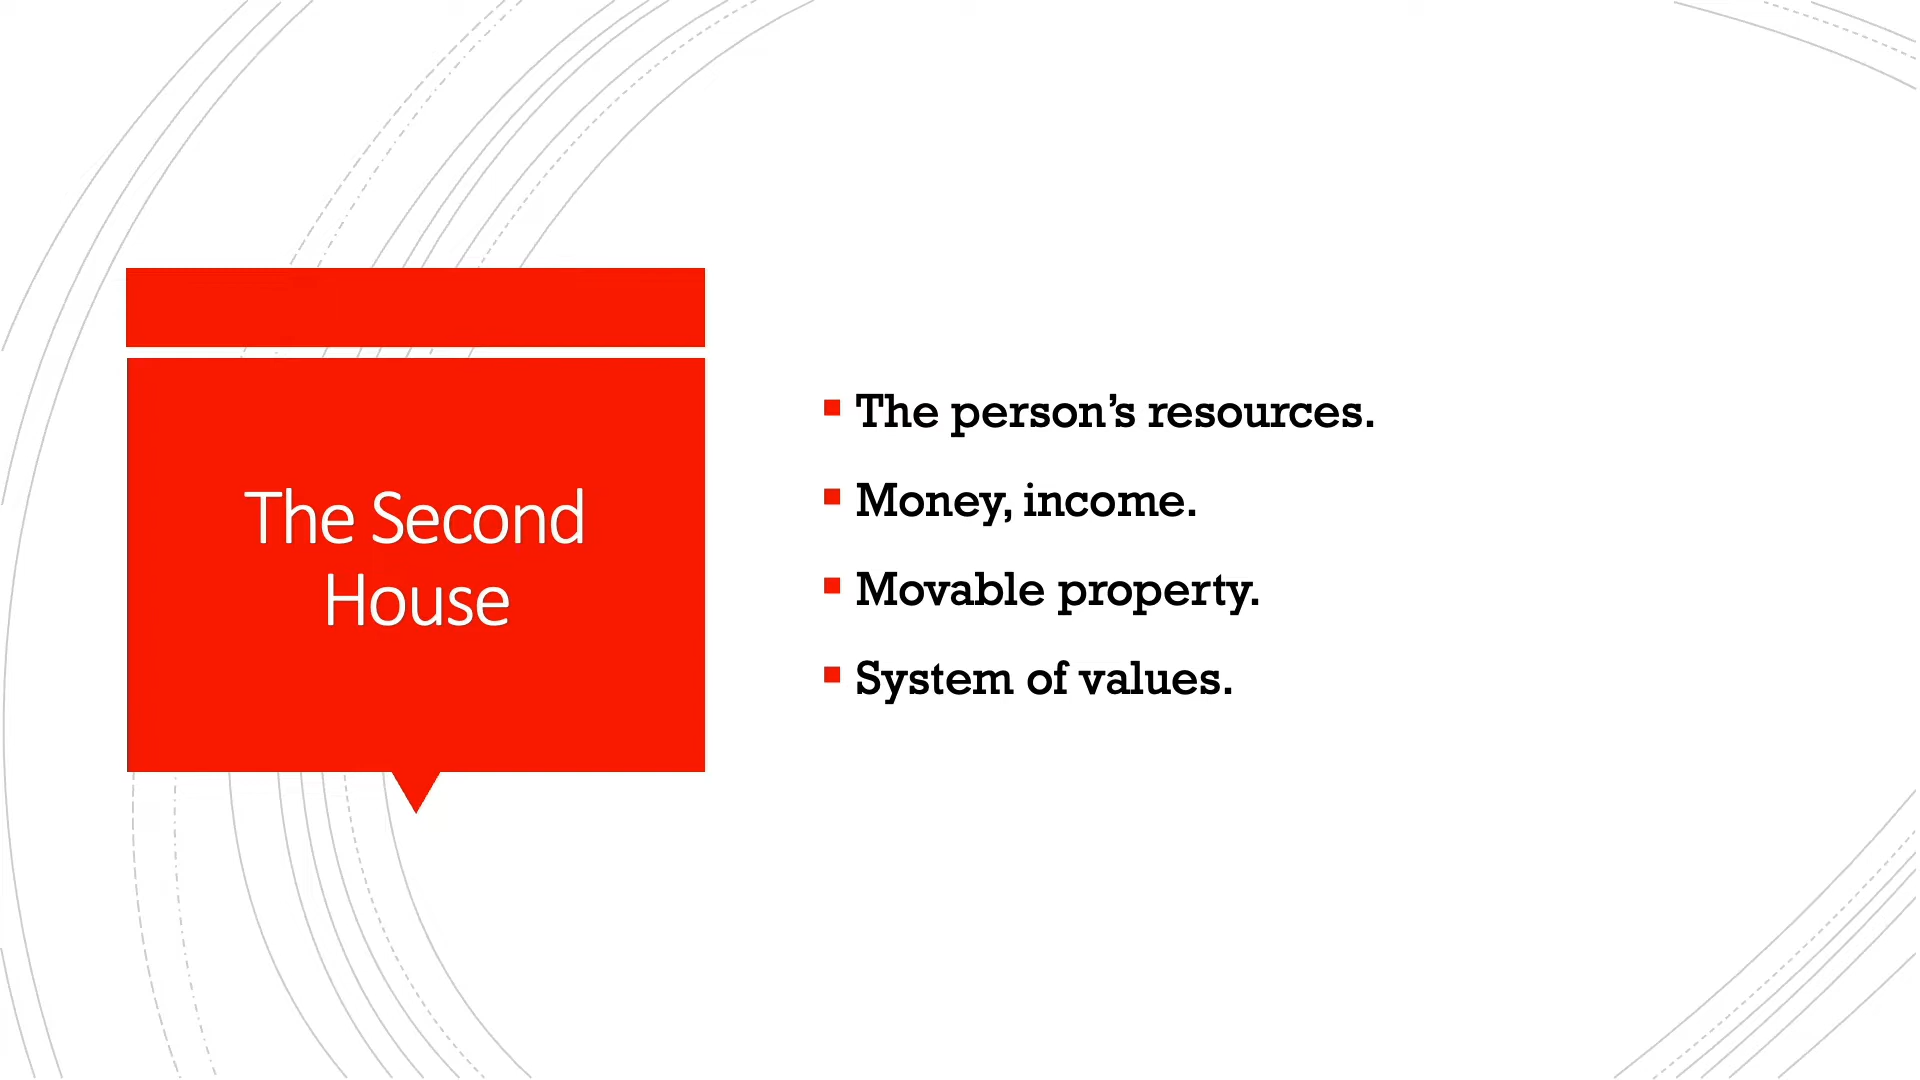 The Second
House
The person’s resources.
Money, income.
Movable property.
System of values.